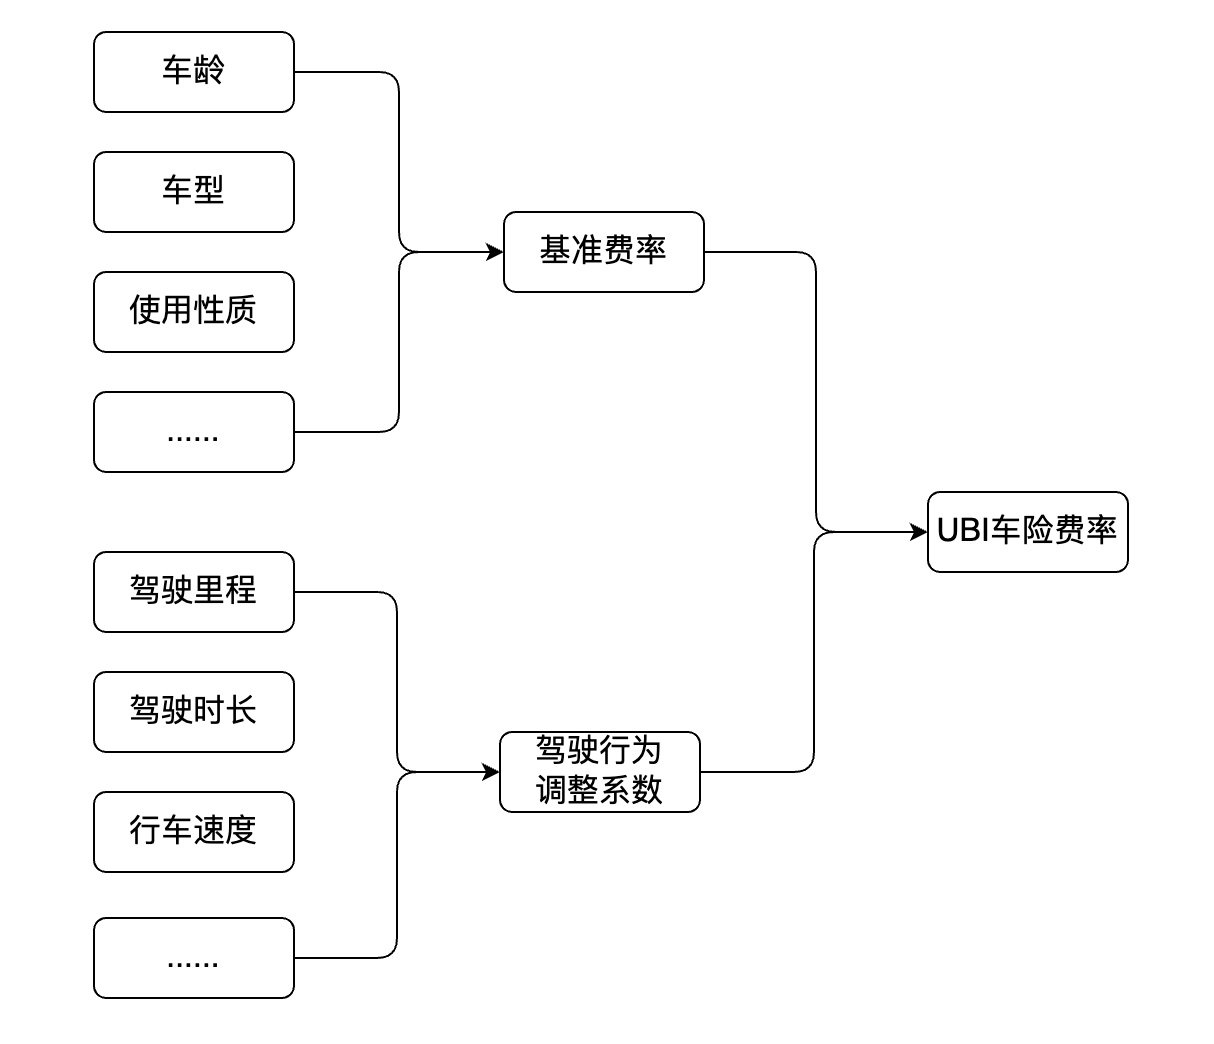 车龄
车型
使用性质
……
基准费率
驾驶里程
驾驶时长
行车速度
……
驾驶行为
调整系数
UBI车险费率